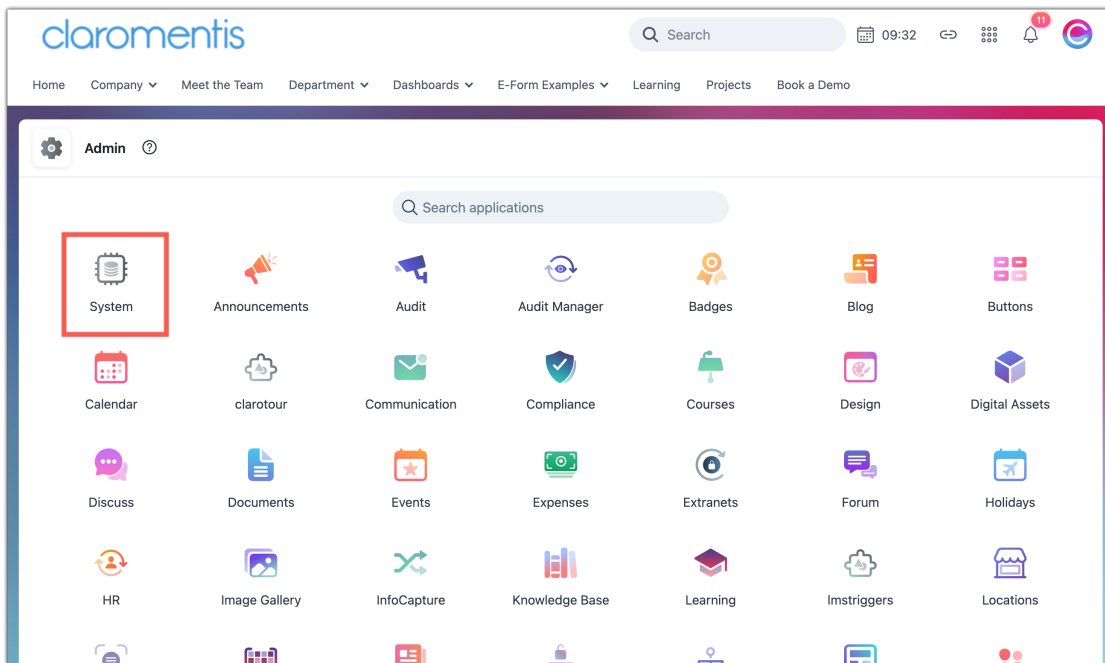 claromentis
Search
09:32
11
Home Company Meet the Team Department Dashboards E-Form Examples Learning Projects Book a Demo
Admin
Search applications
System Announcements Audit Audit Manager Badges Blog Buttons
Calendar clarotour Communication Compliance Courses Design Digital Assets
Discuss Documents Events Expenses Extranets Forum Holidays
HR Image Gallery InfoCapture Knowledge Base Learning lmstriggers Locations